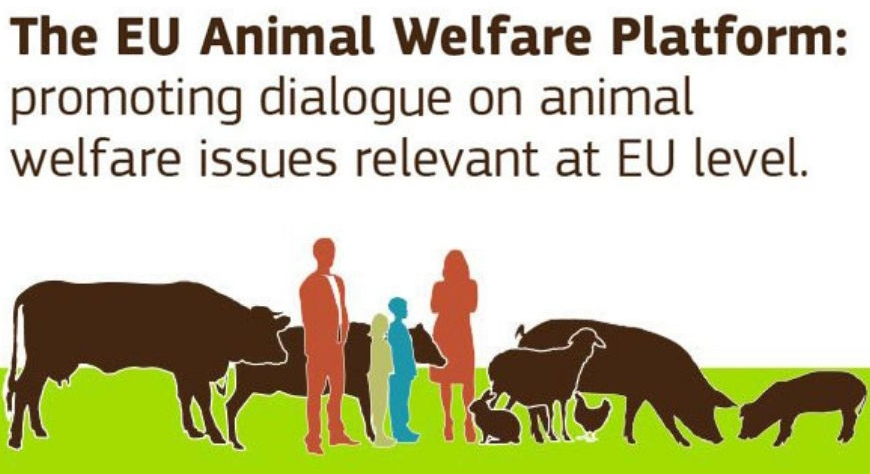 The EU Animal Welfare Platform:
promoting dialogue on animal
welfare issues relevant at EU level.